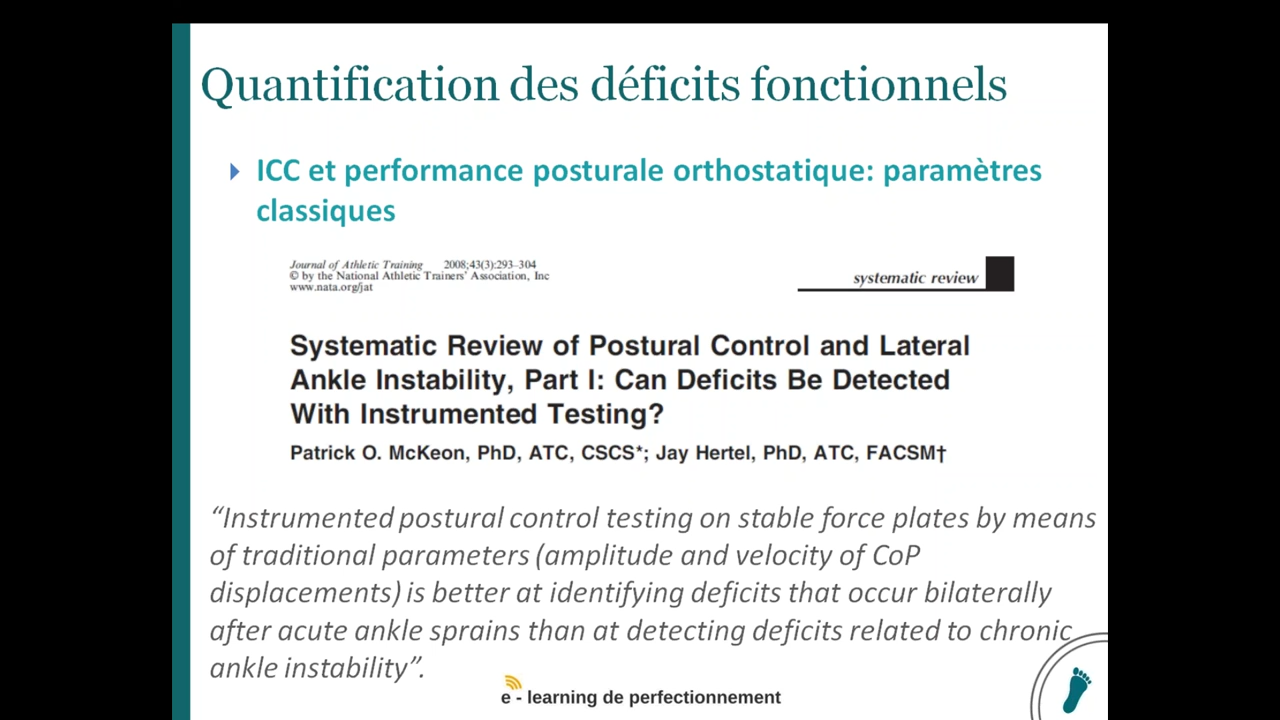 Quantification des déficits fonctionnels
ICC et performance posturale orthostatique: paramètres
classiques
Journal of Athletic Training 2008;43(3):293–304
© by the National Athletic Trainers' Association, Inc
www.nata.org/jat
systematic review
Systematic Review of Postural Control and Lateral
Ankle Instability, Part I: Can Deficits Be Detected
With Instrumented Testing?
Patrick O. McKeon, PhD, ATC, CSCS*; Jay Hertel, PhD, ATC, FACSM†
“Instrumented postural control testing on stable force plates by means
of traditional parameters (amplitude and velocity of CoP
displacements) is better at identifying deficits that occur bilaterally
after acute ankle sprains than at detecting deficits related to chronic
ankle instability”.
e - learning de perfectionnement